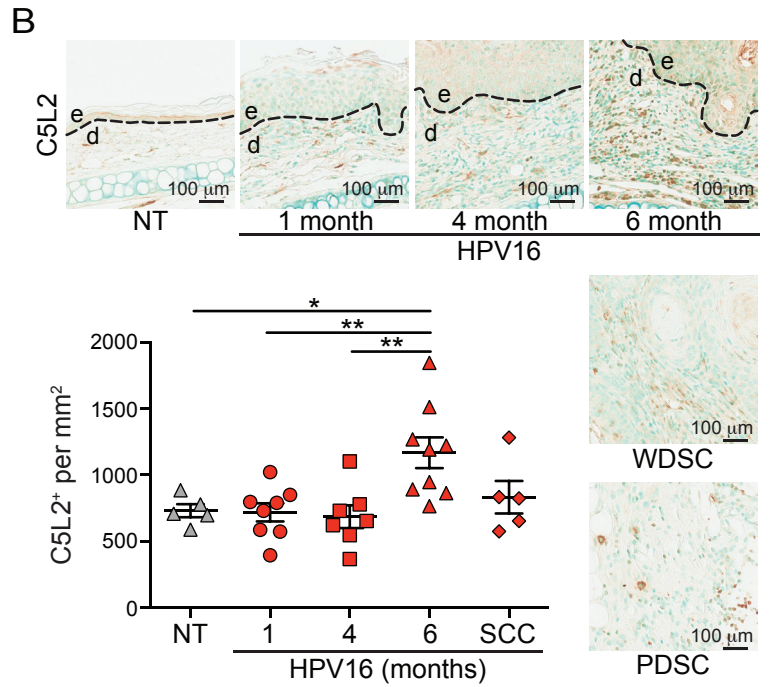 B
C5L2
e
d
100 μm
e
d
100 μm
e
d
100 μm
e
d
100 μm
NT
1 month
4 month
6 month
HPV16
*
**
**
C5L2⁺ per mm²
2000
1500
1000
500
0
NT
1
4
6
SCC
HPV16 (months)
100 μm
WDSC
100 μm
PDSC